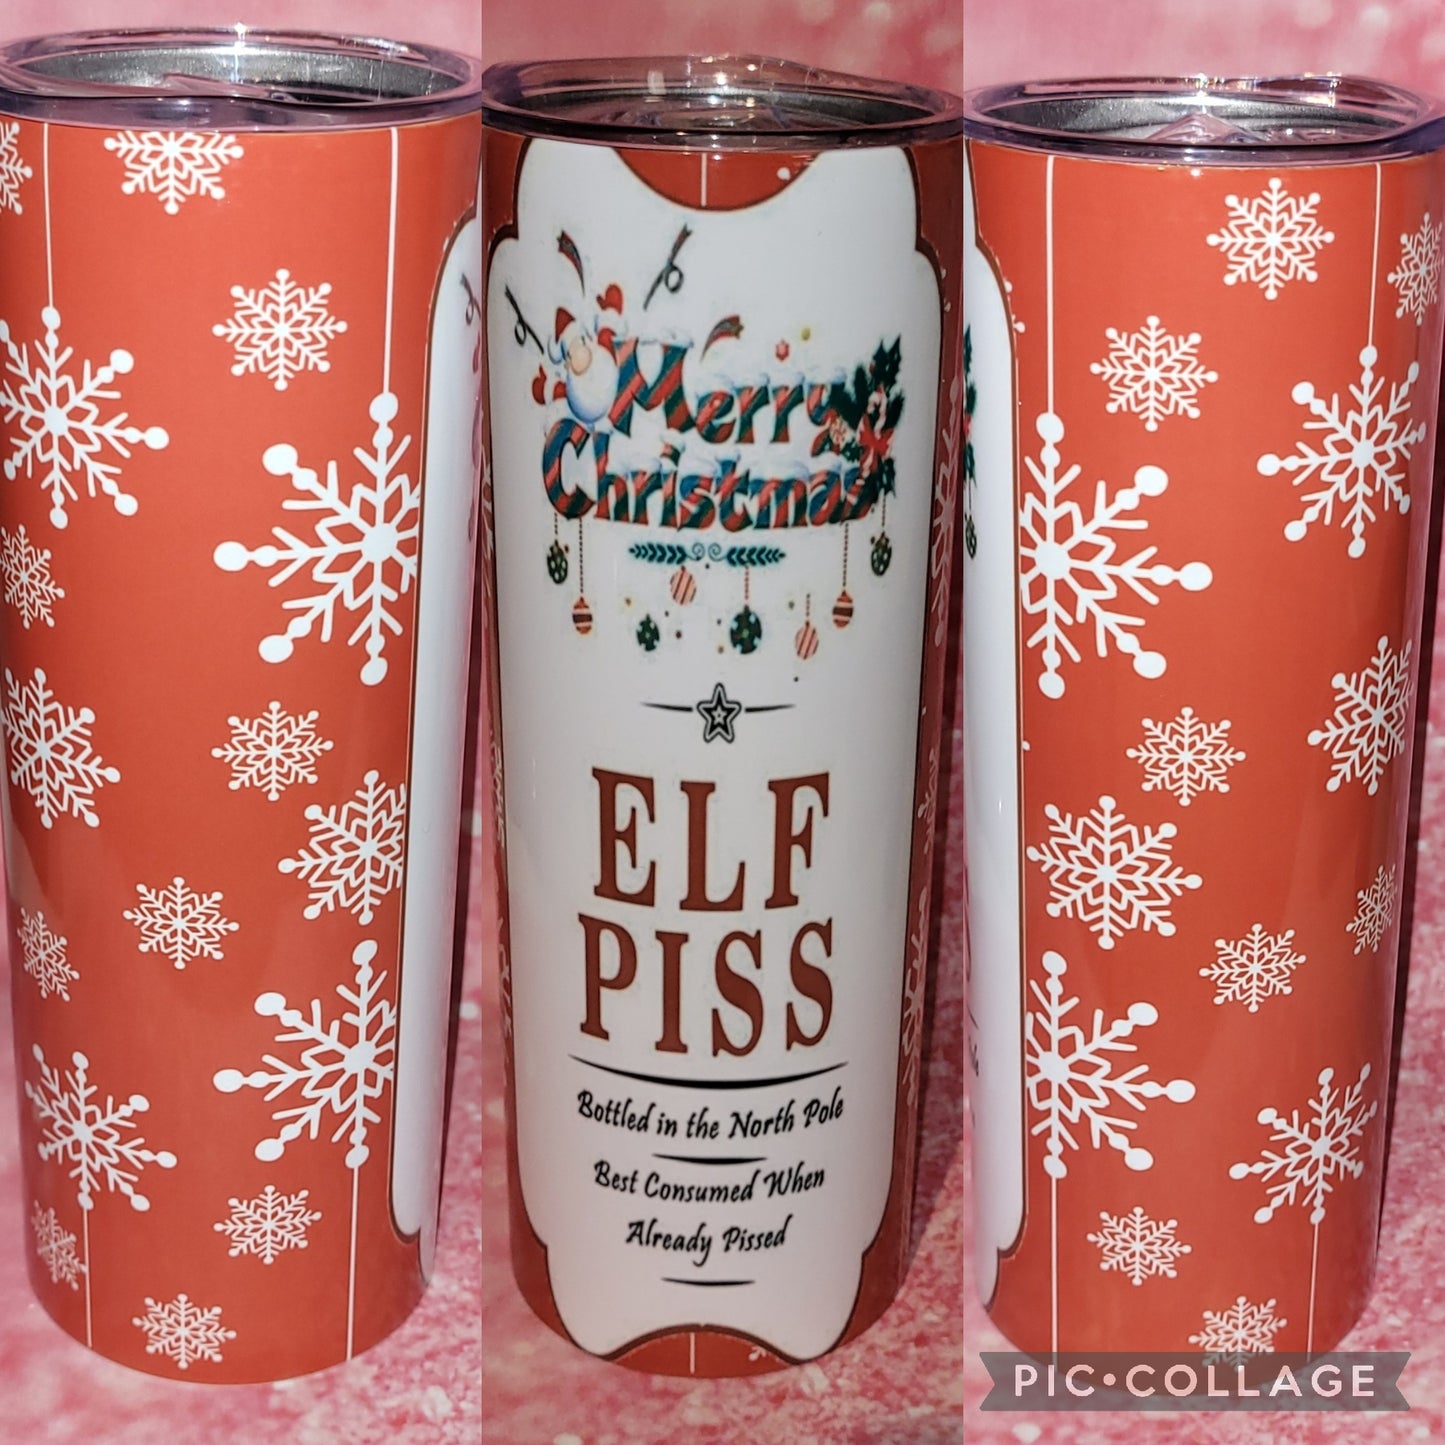 Merry
Christmas
ELF
PISS
Bottled in the North Pole
Best Consumed When
Already Pissed
PIC•COLLAGE